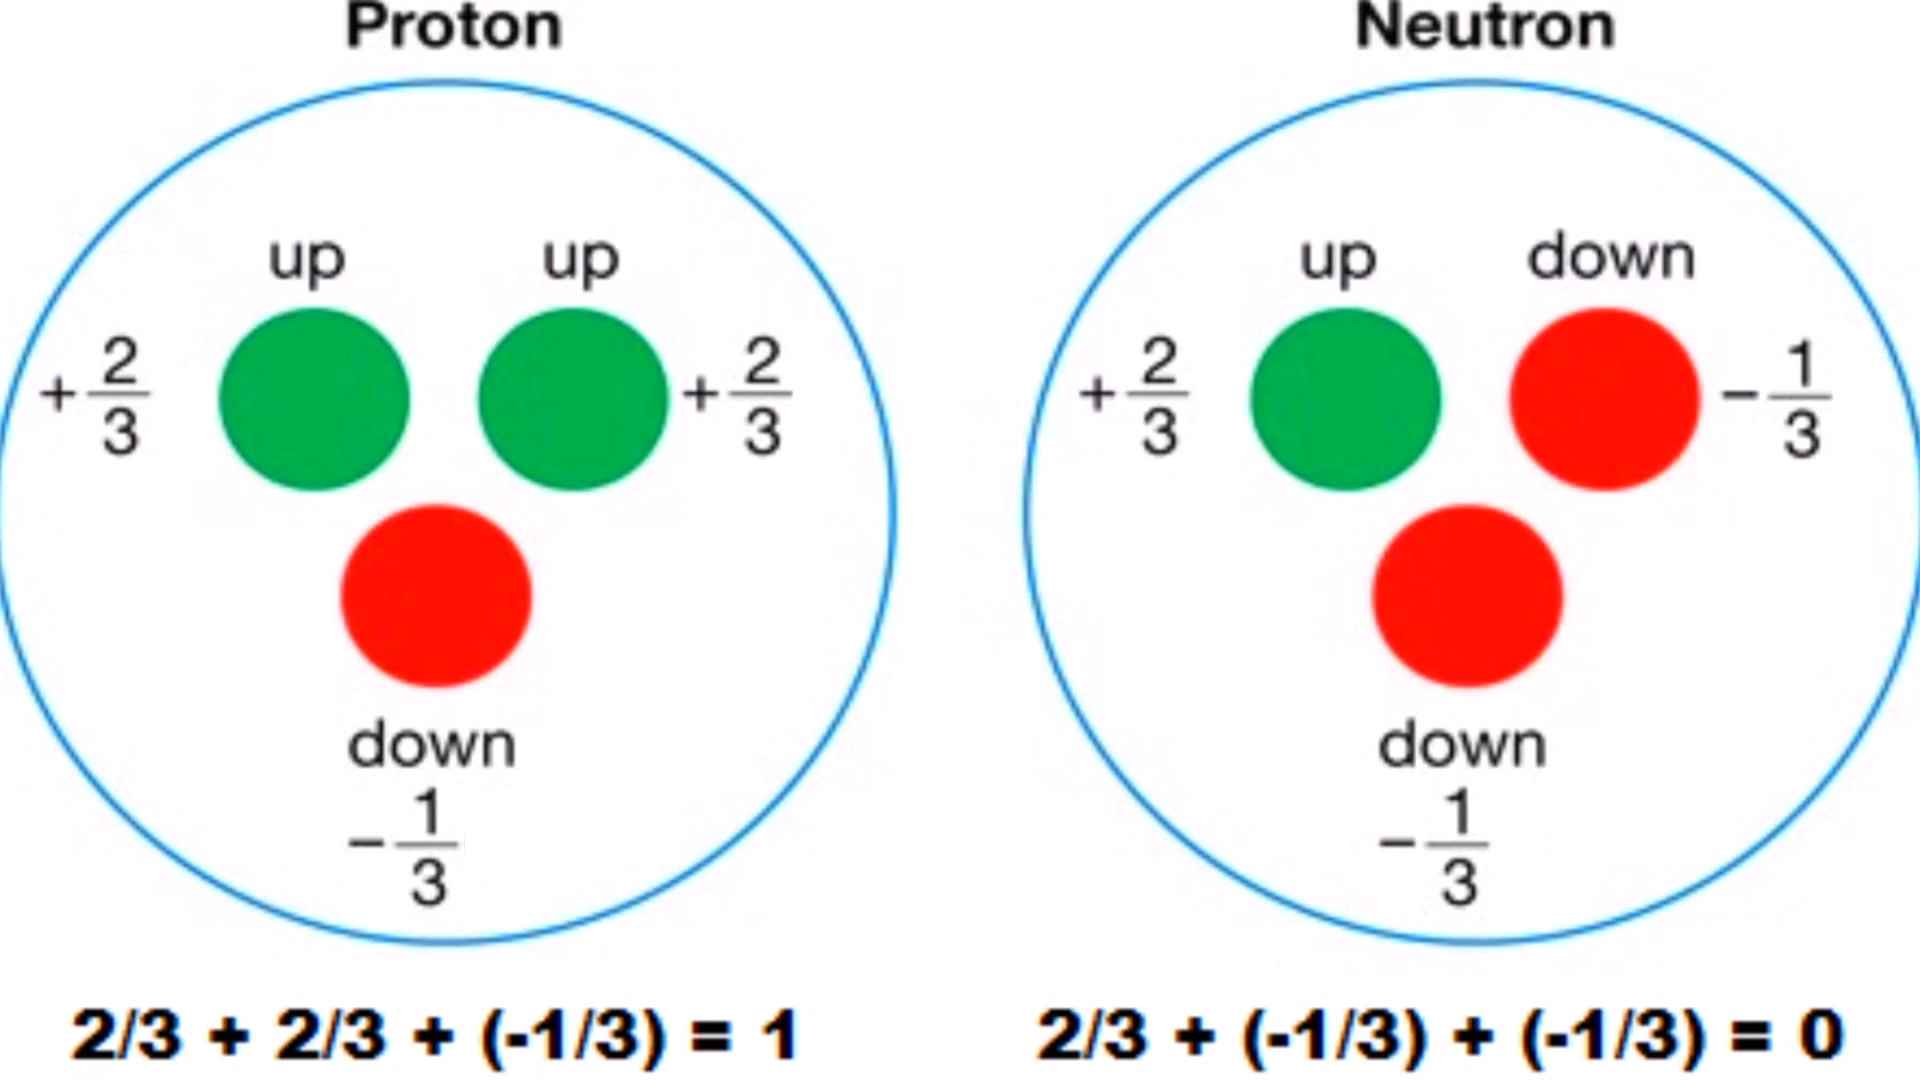 Proton
up up
+ 2/3 + 2/3
down
- 1/3
2/3 + 2/3 + (-1/3) = 1
Neutron
up down
+ 2/3 - 1/3
down
- 1/3
2/3 + (-1/3) + (-1/3) = 0